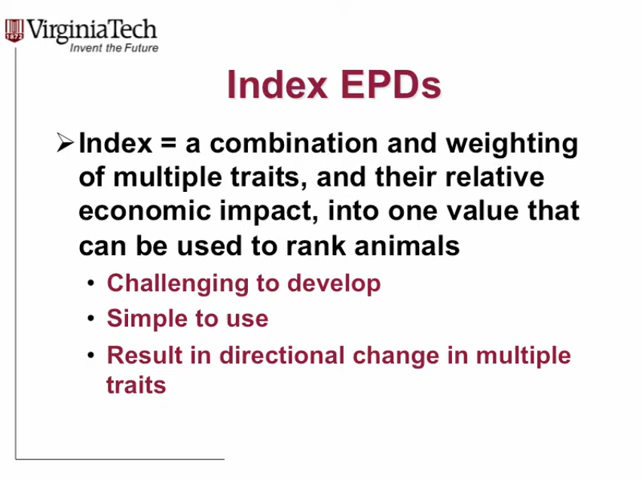 VirginiaTech
1872
Invent the Future
Index EPDs
➢Index = a combination and weighting
of multiple traits, and their relative
economic impact, into one value that
can be used to rank animals
• Challenging to develop
• Simple to use
• Result in directional change in multiple
traits